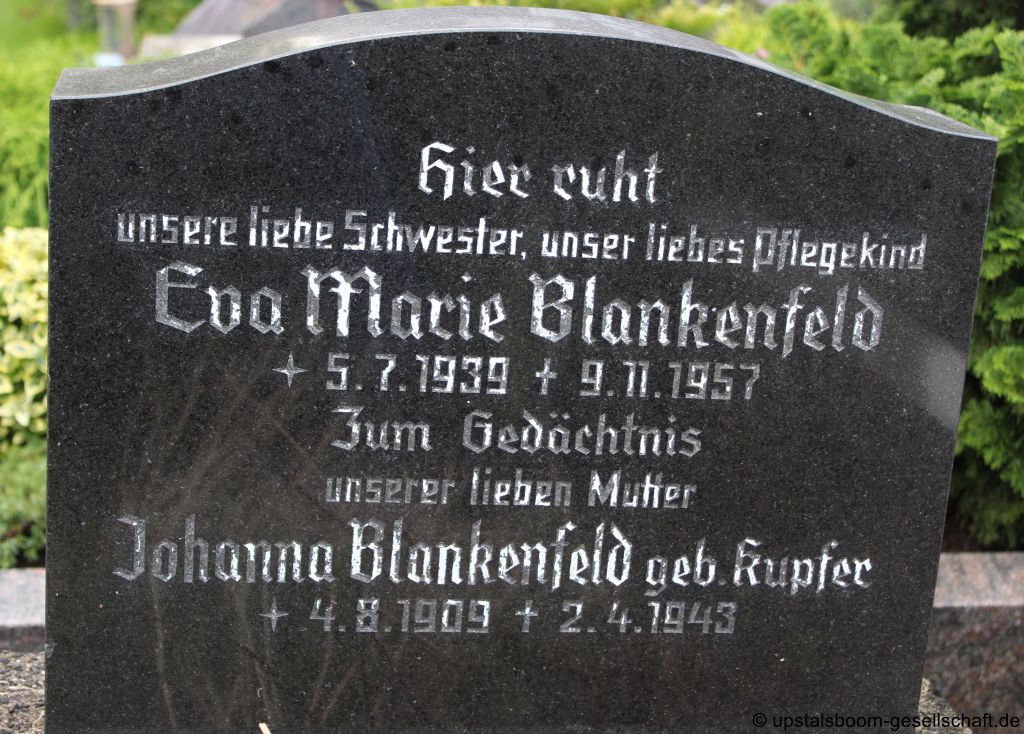 Hier ruht
unsere liebe Schwester, unser liebes Pflegekind
Eva Marie Blankenfeld
✦ 5. 7. 1939 ✝ 9. 11. 1957
Zum Gedächtnis
unserer lieben Mutter
Johanna Blankenfeld geb. Kupfer
✦ 4. 8. 1909 ✝ 2. 4. 1943
© upstalsboom-gesellschaft.de